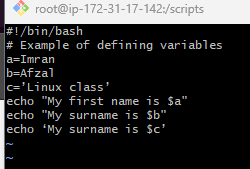 root@ip-172-31-17-142:/scripts
#!/bin/bash
# Example of defining variables
a=Imran
b=Afzal
c=‘Linux class’
echo "My first name is $a"
echo "My surname is $b"
echo ‘My surname is $c’
~
~